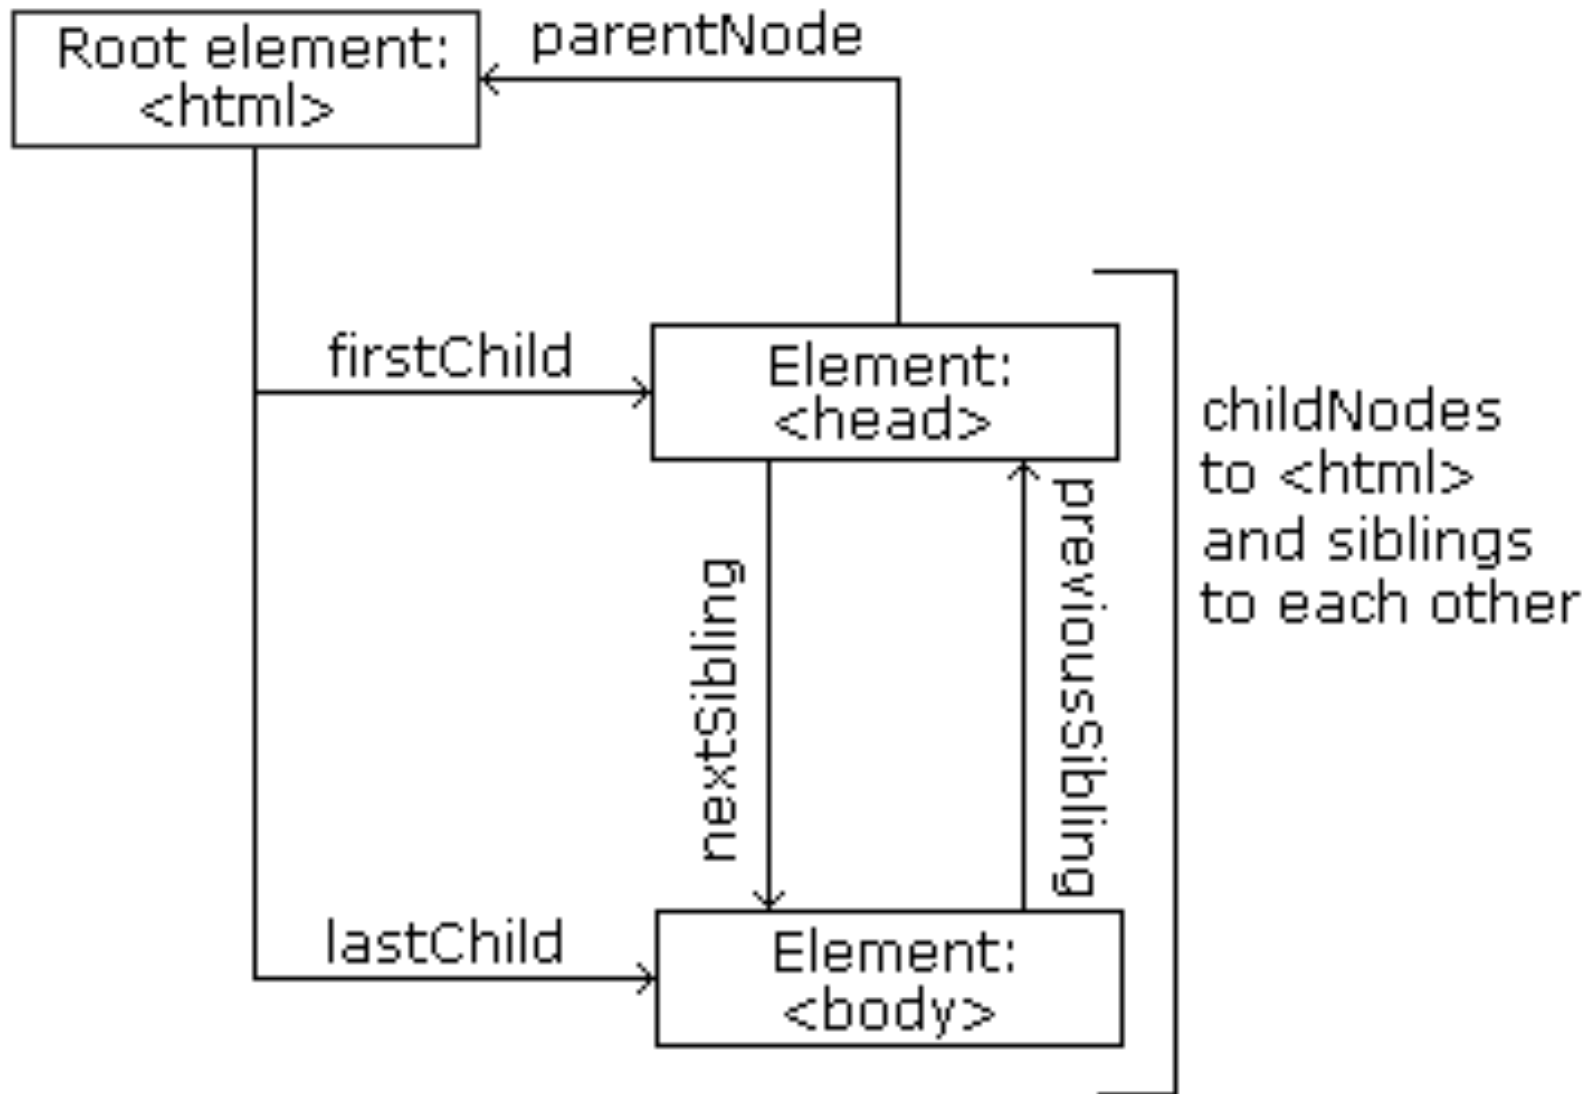 Root element:
<html>
parentNode
firstChild
Element:
<head>
childNodes
to <html>
and siblings
to each other
nextSibling
previousSibling
lastChild
Element:
<body>